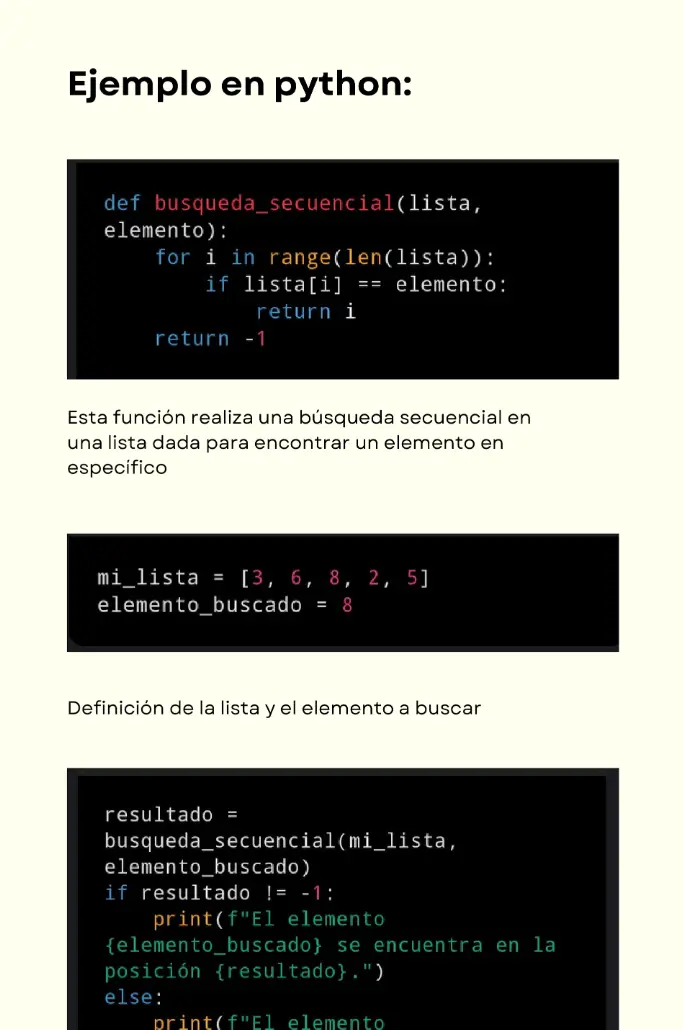 Ejemplo en python:
def busqueda_secuencial(lista,
elemento):
    for i in range(len(lista)):
        if lista[i] == elemento:
            return i
    return -1
Esta función realiza una búsqueda secuencial en
una lista dada para encontrar un elemento en
específico
mi_lista = [3, 6, 8, 2, 5]
elemento_buscado = 8
Definición de la lista y el elemento a buscar
resultado =
busqueda_secuencial(mi_lista,
elemento_buscado)
if resultado != -1:
    print(f"El elemento
{elemento_buscado} se encuentra en la
posición {resultado}.")
else:
    print(f"El elemento